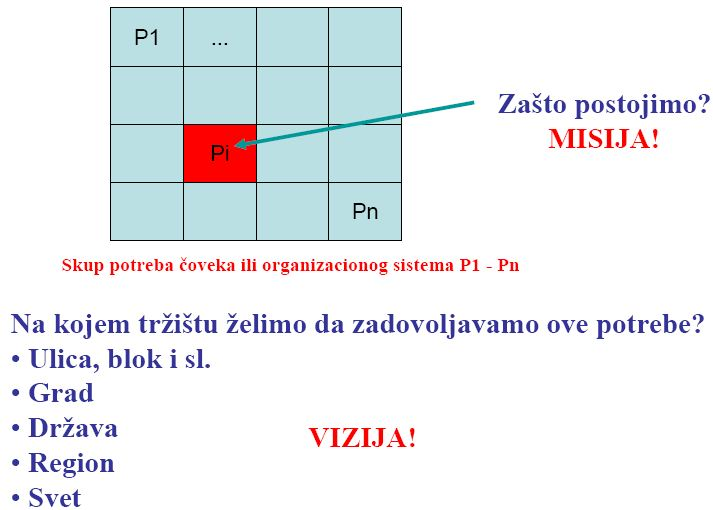 P1 ...
Zašto postojimo?
MISIJA!
Pi
Pn
Skup potreba čoveka ili organizacionog sistema P1 - Pn
Na kojem tržištu želimo da zadovoljavamo ove potrebe?
• Ulica, blok i sl.
• Grad
• Država
VIZIJA!
• Region
• Svet